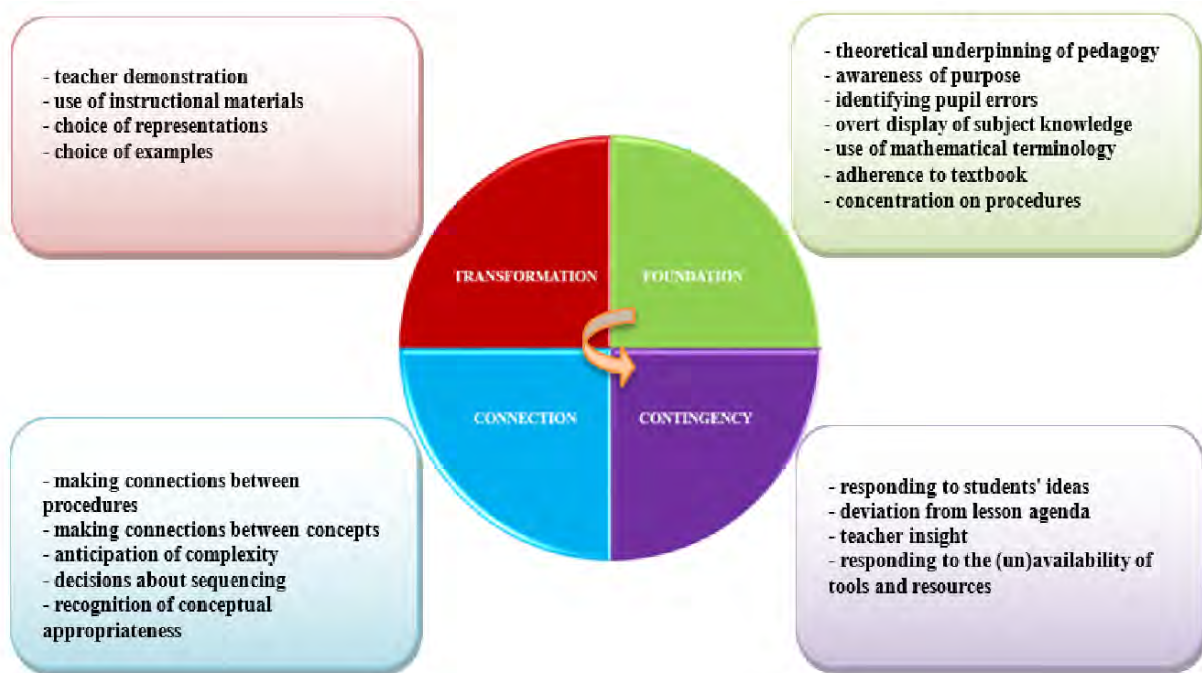 - teacher demonstration
- use of instructional materials
- choice of representations
- choice of examples
- theoretical underpinning of pedagogy
- awareness of purpose
- identifying pupil errors
- overt display of subject knowledge
- use of mathematical terminology
- adherence to textbook
- concentration on procedures
TRANSFORMATION
FOUNDATION
CONNECTION
CONTINGENCY
- making connections between
procedures
- making connections between concepts
- anticipation of complexity
- decisions about sequencing
- recognition of conceptual
appropriateness
- responding to students' ideas
- deviation from lesson agenda
- teacher insight
- responding to the (un)availability of
tools and resources